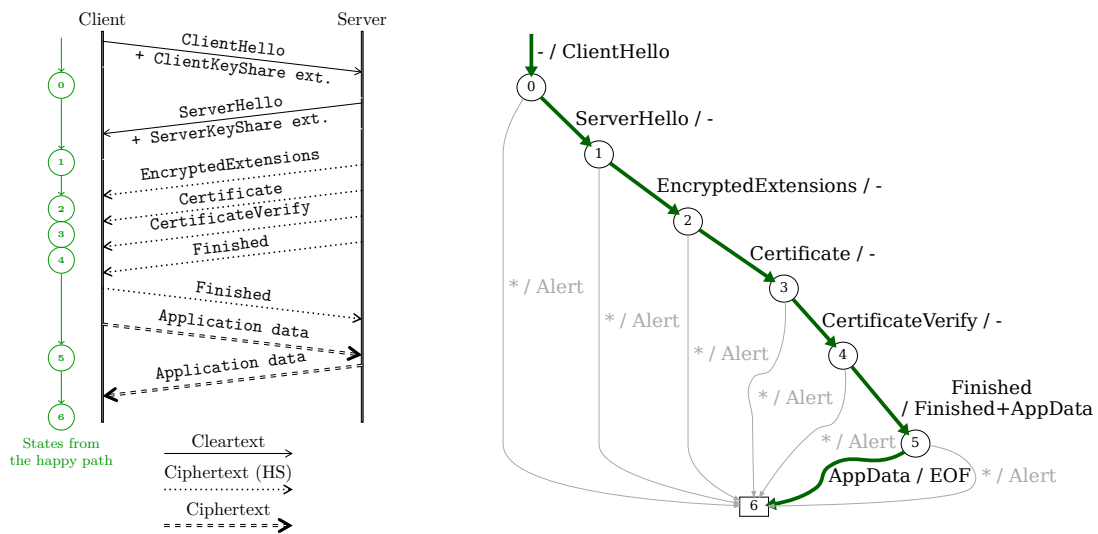 Client
Server
ClientHello
+ ClientKeyShare ext.
0
ServerHello
+ ServerKeyShare ext.
1
EncryptedExtensions
Certificate
2
CertificateVerify
3
Finished
4
Finished
Application data
5
Application data
6
States from
the happy path
Cleartext
Ciphertext (HS)
Ciphertext
- / ClientHello
0
ServerHello / -
1
EncryptedExtensions / -
2
Certificate / -
3
* / Alert
* / Alert
CertificateVerify / -
* / Alert
4
* / Alert
Finished
/ Finished+AppData
* / Alert
5
AppData / EOF
* / Alert
6